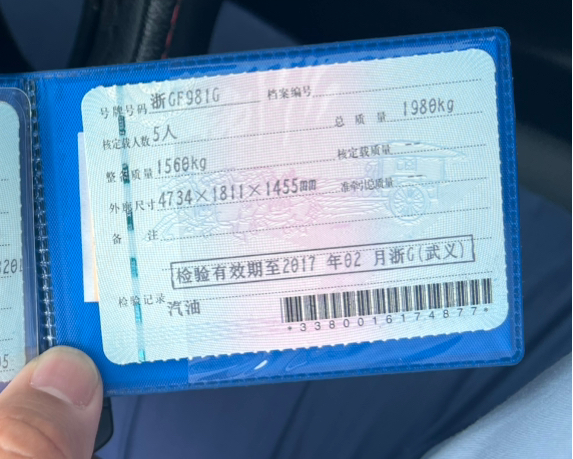 号牌号码 浙GF981G 档案编号
核定载人数 5人 总质量 1980kg
整备质量 1560kg 核定载质量
外廓尺寸 4734×1811×1455mm 准牵引总质量
备注
检验有效期至2017年02月浙G(武义)
检验记录
汽油
*3380016174877*